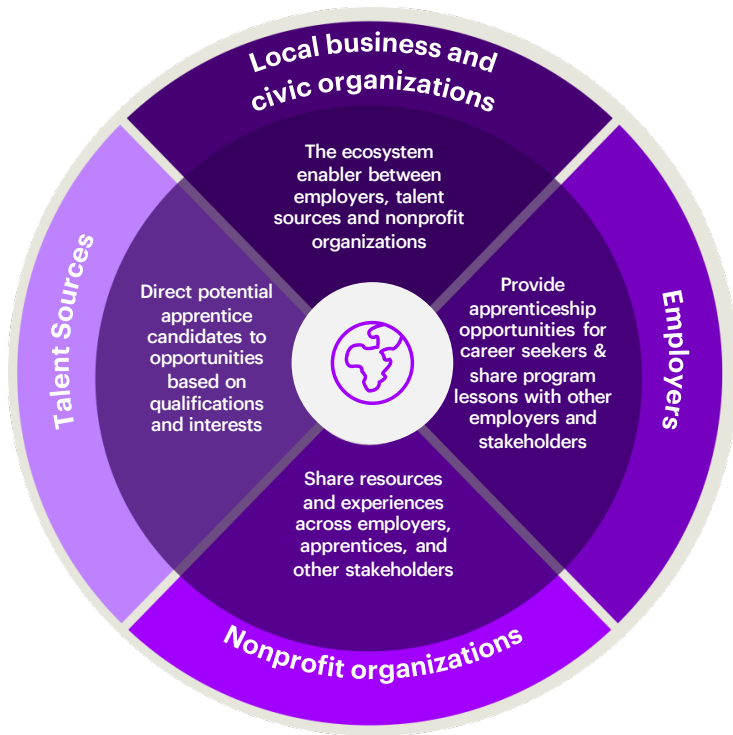 Local business and
civic organizations
The ecosystem
enabler between
employers, talent
sources and nonprofit
organizations
Talent Sources
Direct potential
apprentice
candidates to
opportunities
based on
qualifications
and interests
Provide
apprenticeship
opportunities for
career seekers &
share program
lessons with other
employers and
stakeholders
Employers
Share resources
and experiences
across employers,
apprentices, and
other stakeholders
Nonprofit organizations